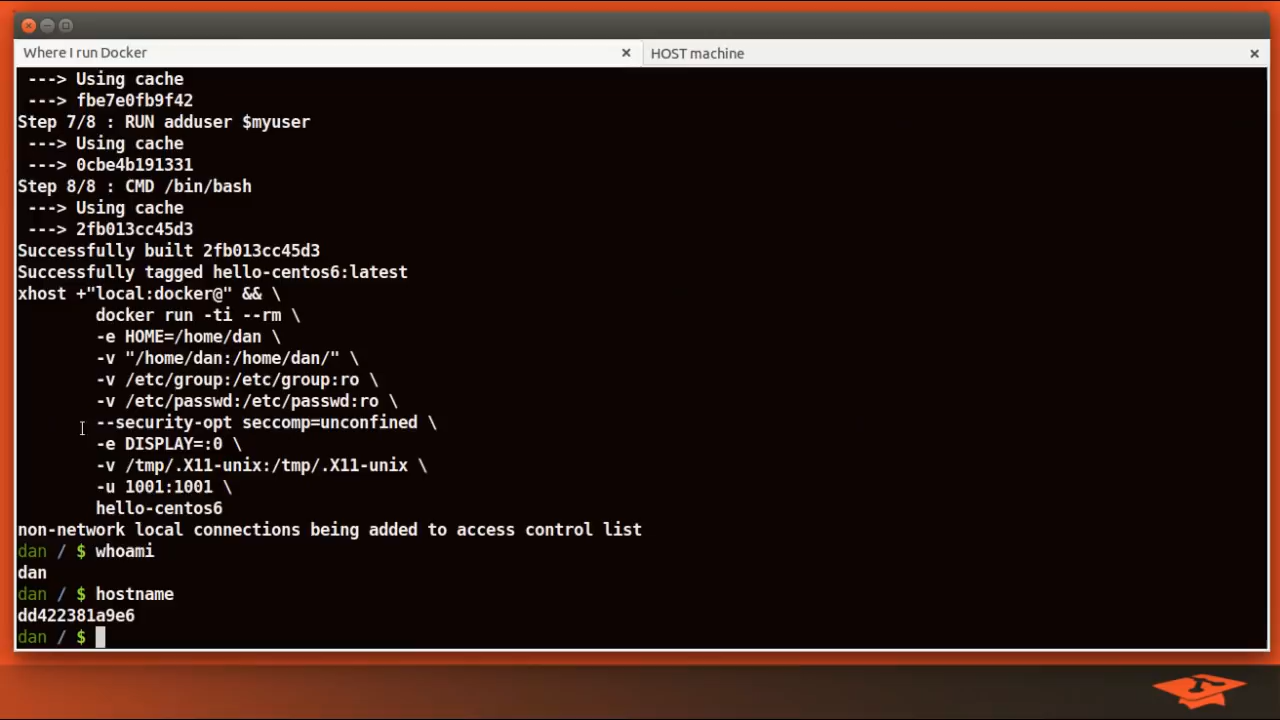 Where I run Docker
HOST machine
---> Using cache
---> fbe7e0fb9f42
Step 7/8 : RUN adduser $myuser
---> Using cache
---> 0cbe4b191331
Step 8/8 : CMD /bin/bash
---> Using cache
---> 2fb013cc45d3
Successfully built 2fb013cc45d3
Successfully tagged hello-centos6:latest
xhost +"local:docker@" && \
docker run -ti --rm \
-e HOME=/home/dan \
-v "/home/dan:/home/dan/" \
-v /etc/group:/etc/group:ro \
-v /etc/passwd:/etc/passwd:ro \
--security-opt seccomp=unconfined \
-e DISPLAY=:0 \
-v /tmp/.X11-unix:/tmp/.X11-unix \
-u 1001:1001 \
hello-centos6
non-network local connections being added to access control list
dan / $ whoami
dan
dan / $ hostname
dd422381a9e6
dan / $